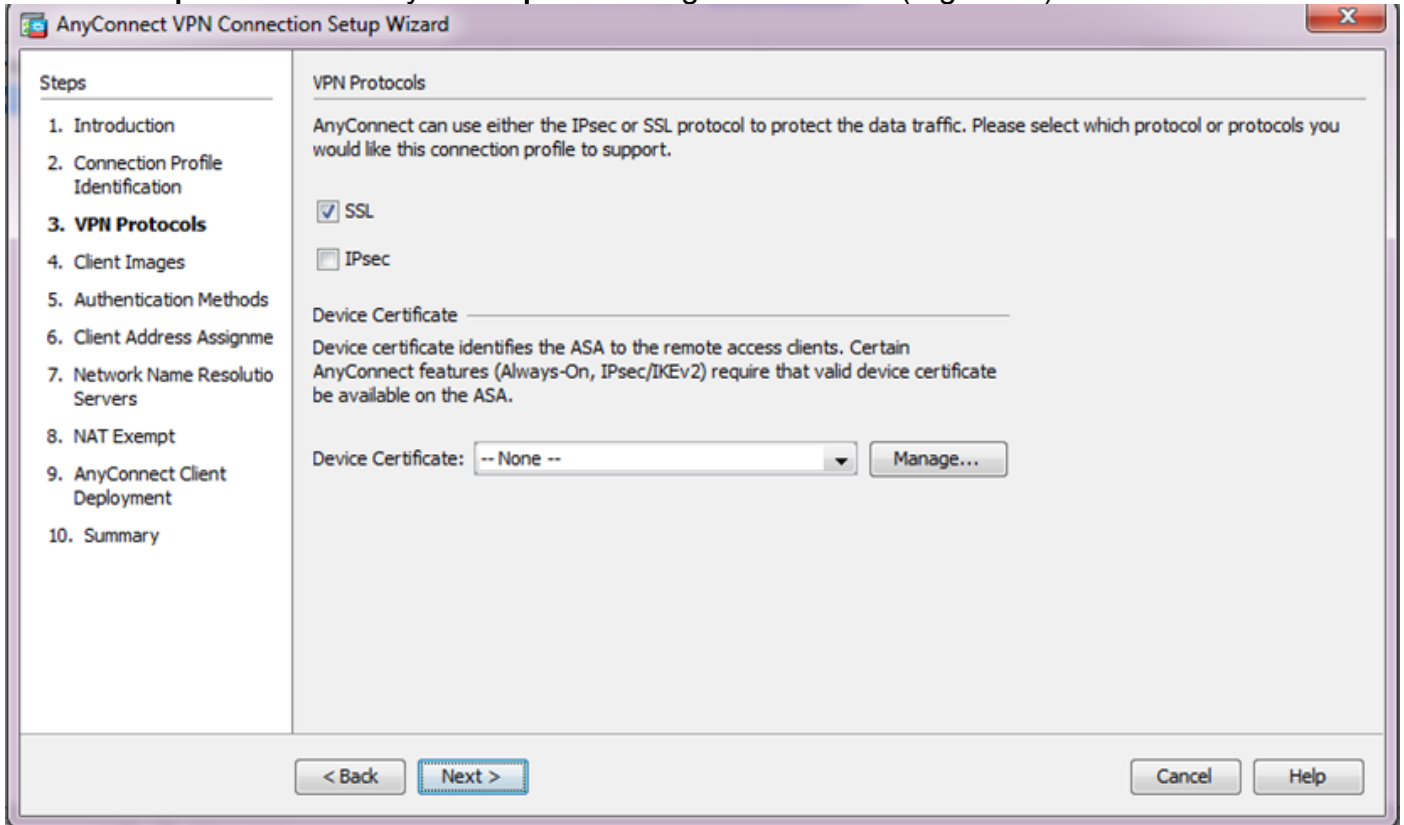 AnyConnect VPN Connection Setup Wizard
Steps
1. Introduction
2. Connection Profile
Identification
3. VPN Protocols
4. Client Images
5. Authentication Methods
6. Client Address Assignme
7. Network Name Resolutio
Servers
8. NAT Exempt
9. AnyConnect Client
Deployment
10. Summary
VPN Protocols
AnyConnect can use either the IPsec or SSL protocol to protect the data traffic. Please select which protocol or protocols you
would like this connection profile to support.
SSL
IPsec
Device Certificate
Device certificate identifies the ASA to the remote access clients. Certain
AnyConnect features (Always-On, IPsec/IKEv2) require that valid device certificate
be available on the ASA.
Device Certificate: -- None -- Manage...
< Back Next > Cancel Help